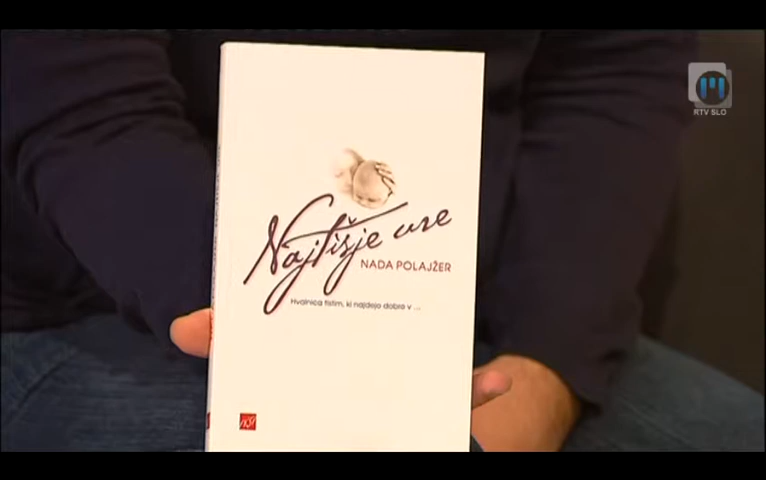 RTV SLO
Najtišje ure
NADA POLAJŽER
Hvalnica tistim, ki najdejo dobro v ...